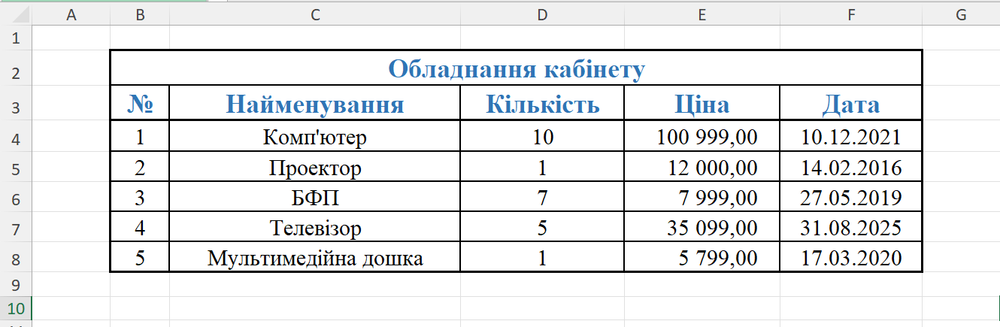 A B C D E F G
1
2 Обладнання кабінету
3 № Найменування Кількість Ціна Дата
4 1 Комп'ютер 10 100 999,00 10.12.2021
5 2 Проектор 1 12 000,00 14.02.2016
6 3 БФП 7 7 999,00 27.05.2019
7 4 Телевізор 5 35 099,00 31.08.2025
8 5 Мультимедійна дошка 1 5 799,00 17.03.2020
9
10